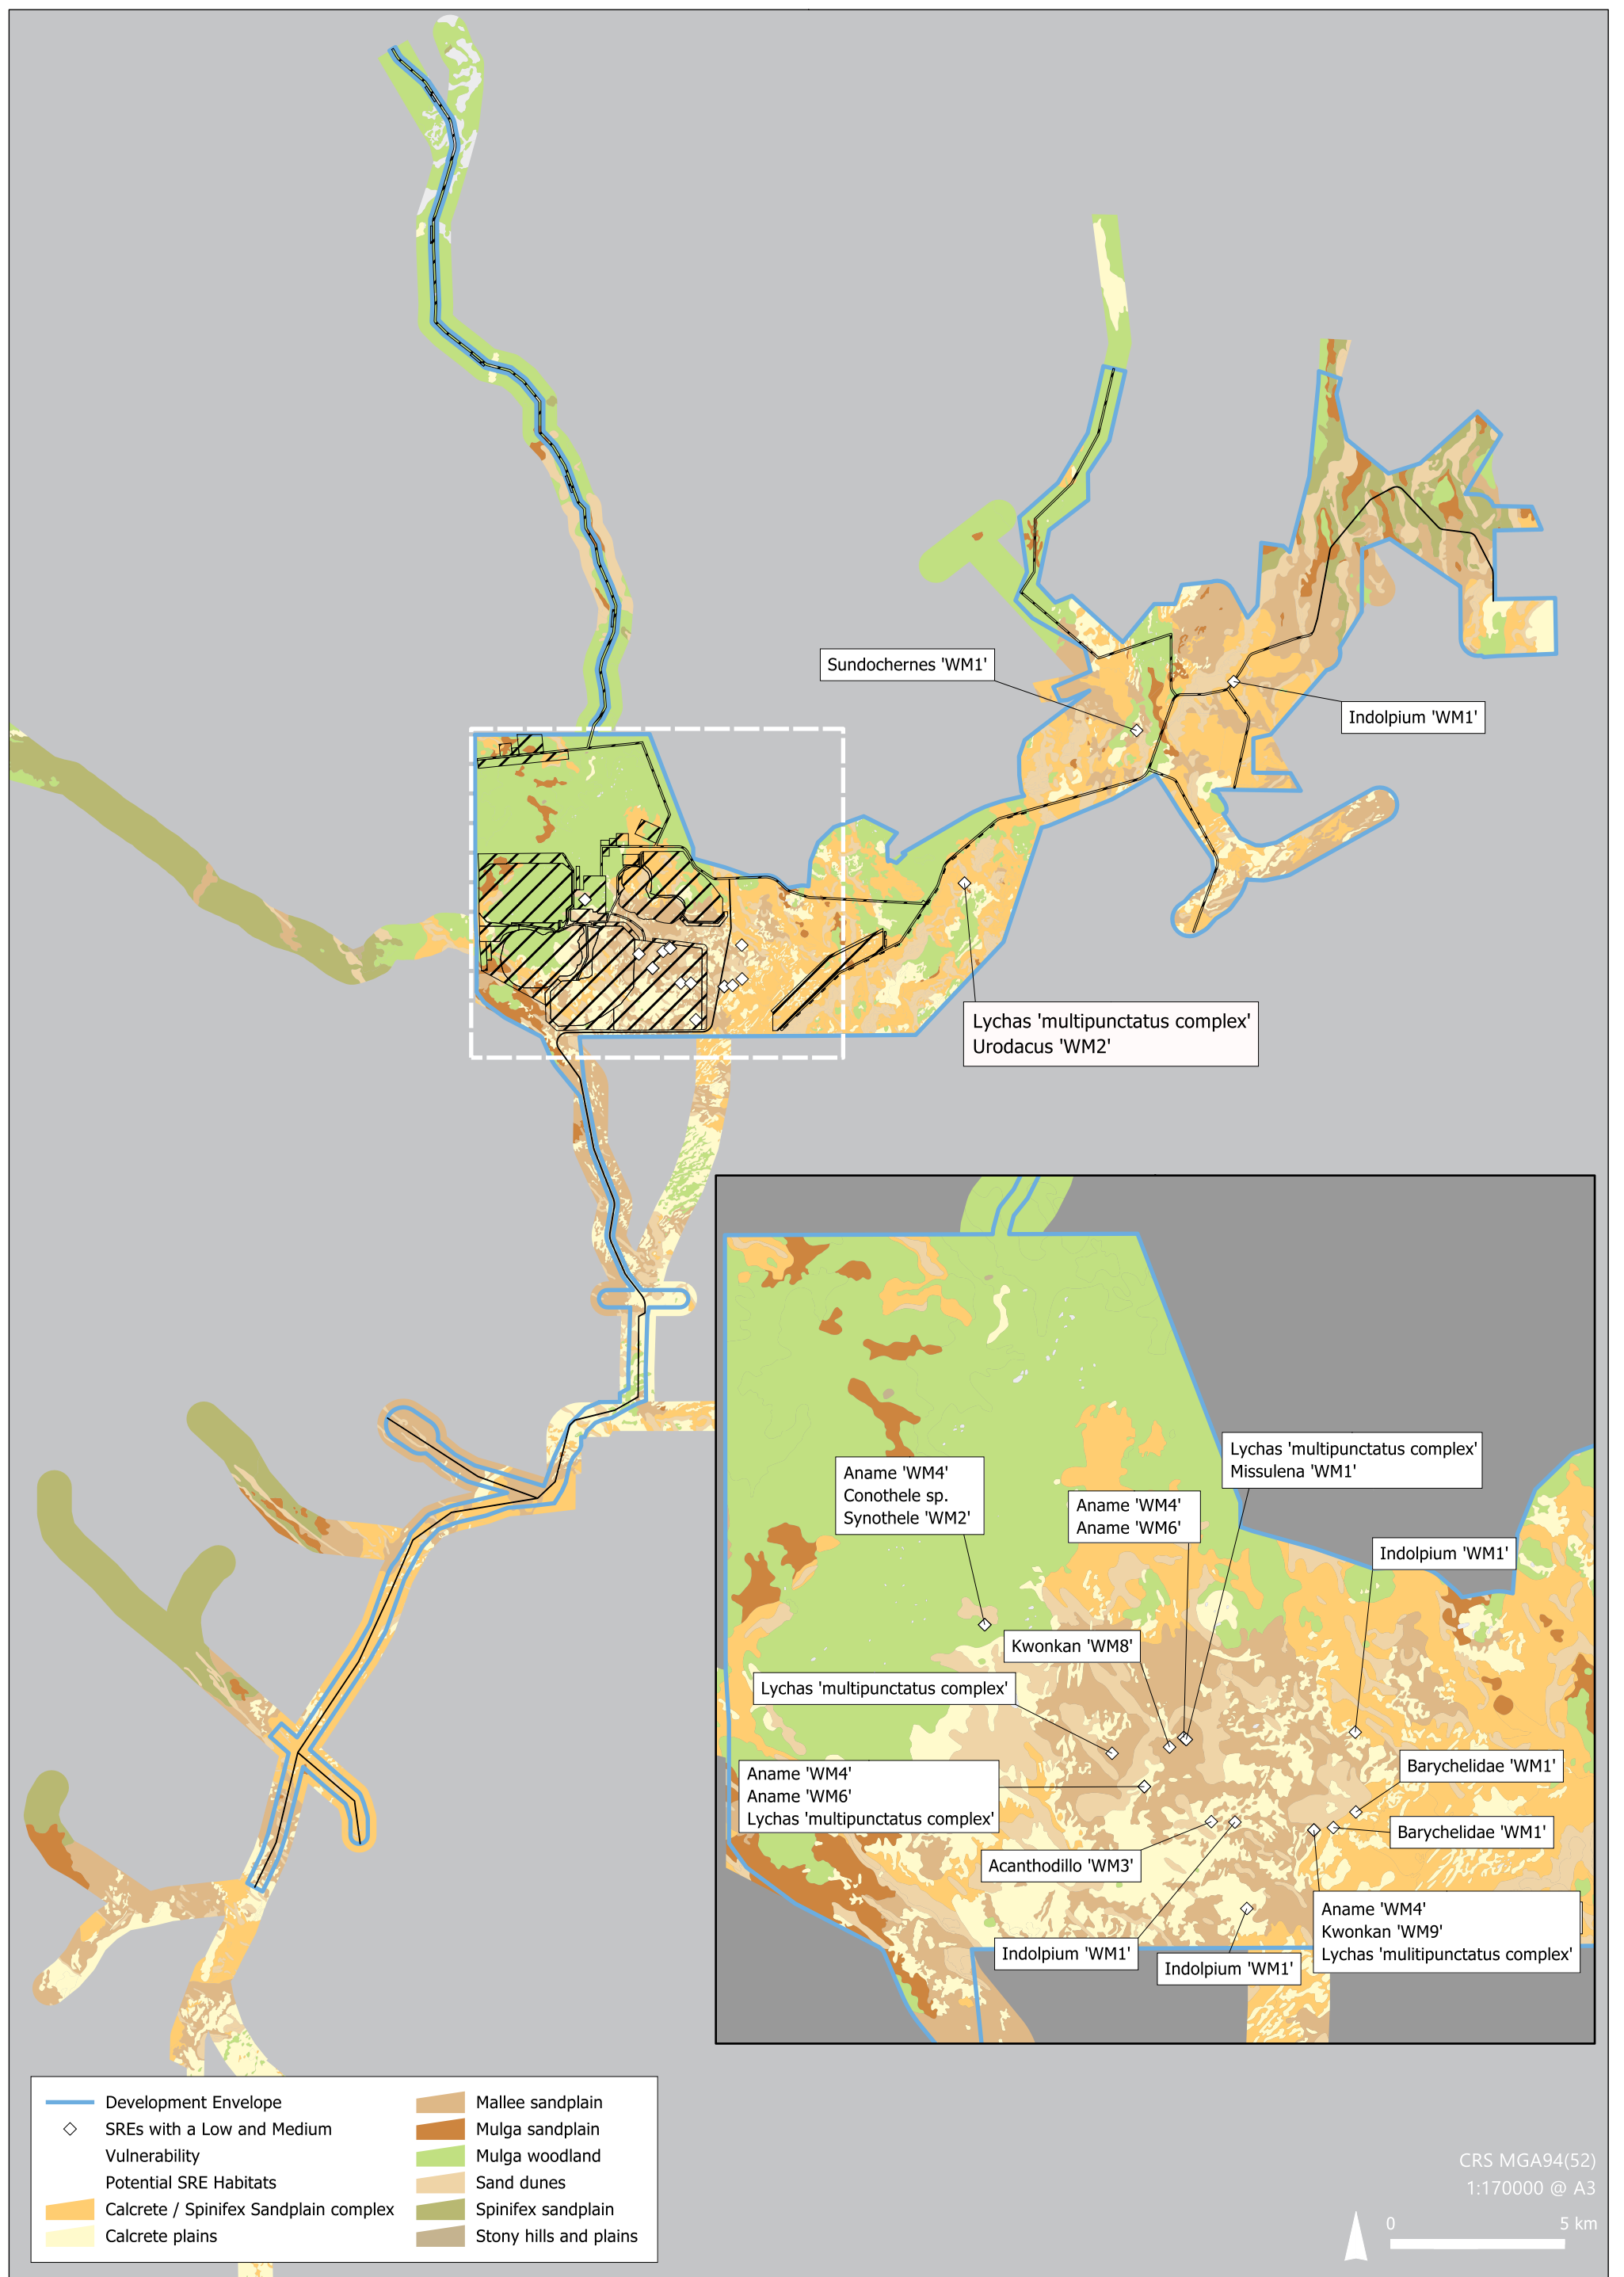 Sundochernes 'WM1'
Indolpium 'WM1'
Lychas 'multipunctatus complex'
Urodacus 'WM2'
Lychas 'multipunctatus complex'
Missulena 'WM1'
Aname 'WM4'
Conothele sp.
Synothele 'WM2'
Aname 'WM4'
Aname 'WM6'
Indolpium 'WM1'
Kwonkan 'WM8'
Lychas 'multipunctatus complex'
Aname 'WM4'
Aname 'WM6'
Lychas 'multipunctatus complex'
Barychelidae 'WM1'
Barychelidae 'WM1'
Acanthodillo 'WM3'
Aname 'WM4'
Kwonkan 'WM9'
Lychas 'mulitipunctatus complex'
Indolpium 'WM1'
Indolpium 'WM1'
Development Envelope
SREs with a Low and Medium
Vulnerability
Potential SRE Habitats
Calcrete / Spinifex Sandplain complex
Calcrete plains
Mallee sandplain
Mulga sandplain
Mulga woodland
Sand dunes
Spinifex sandplain
Stony hills and plains
CRS MGA94(52)
1:170000 @ A3
0 5 km